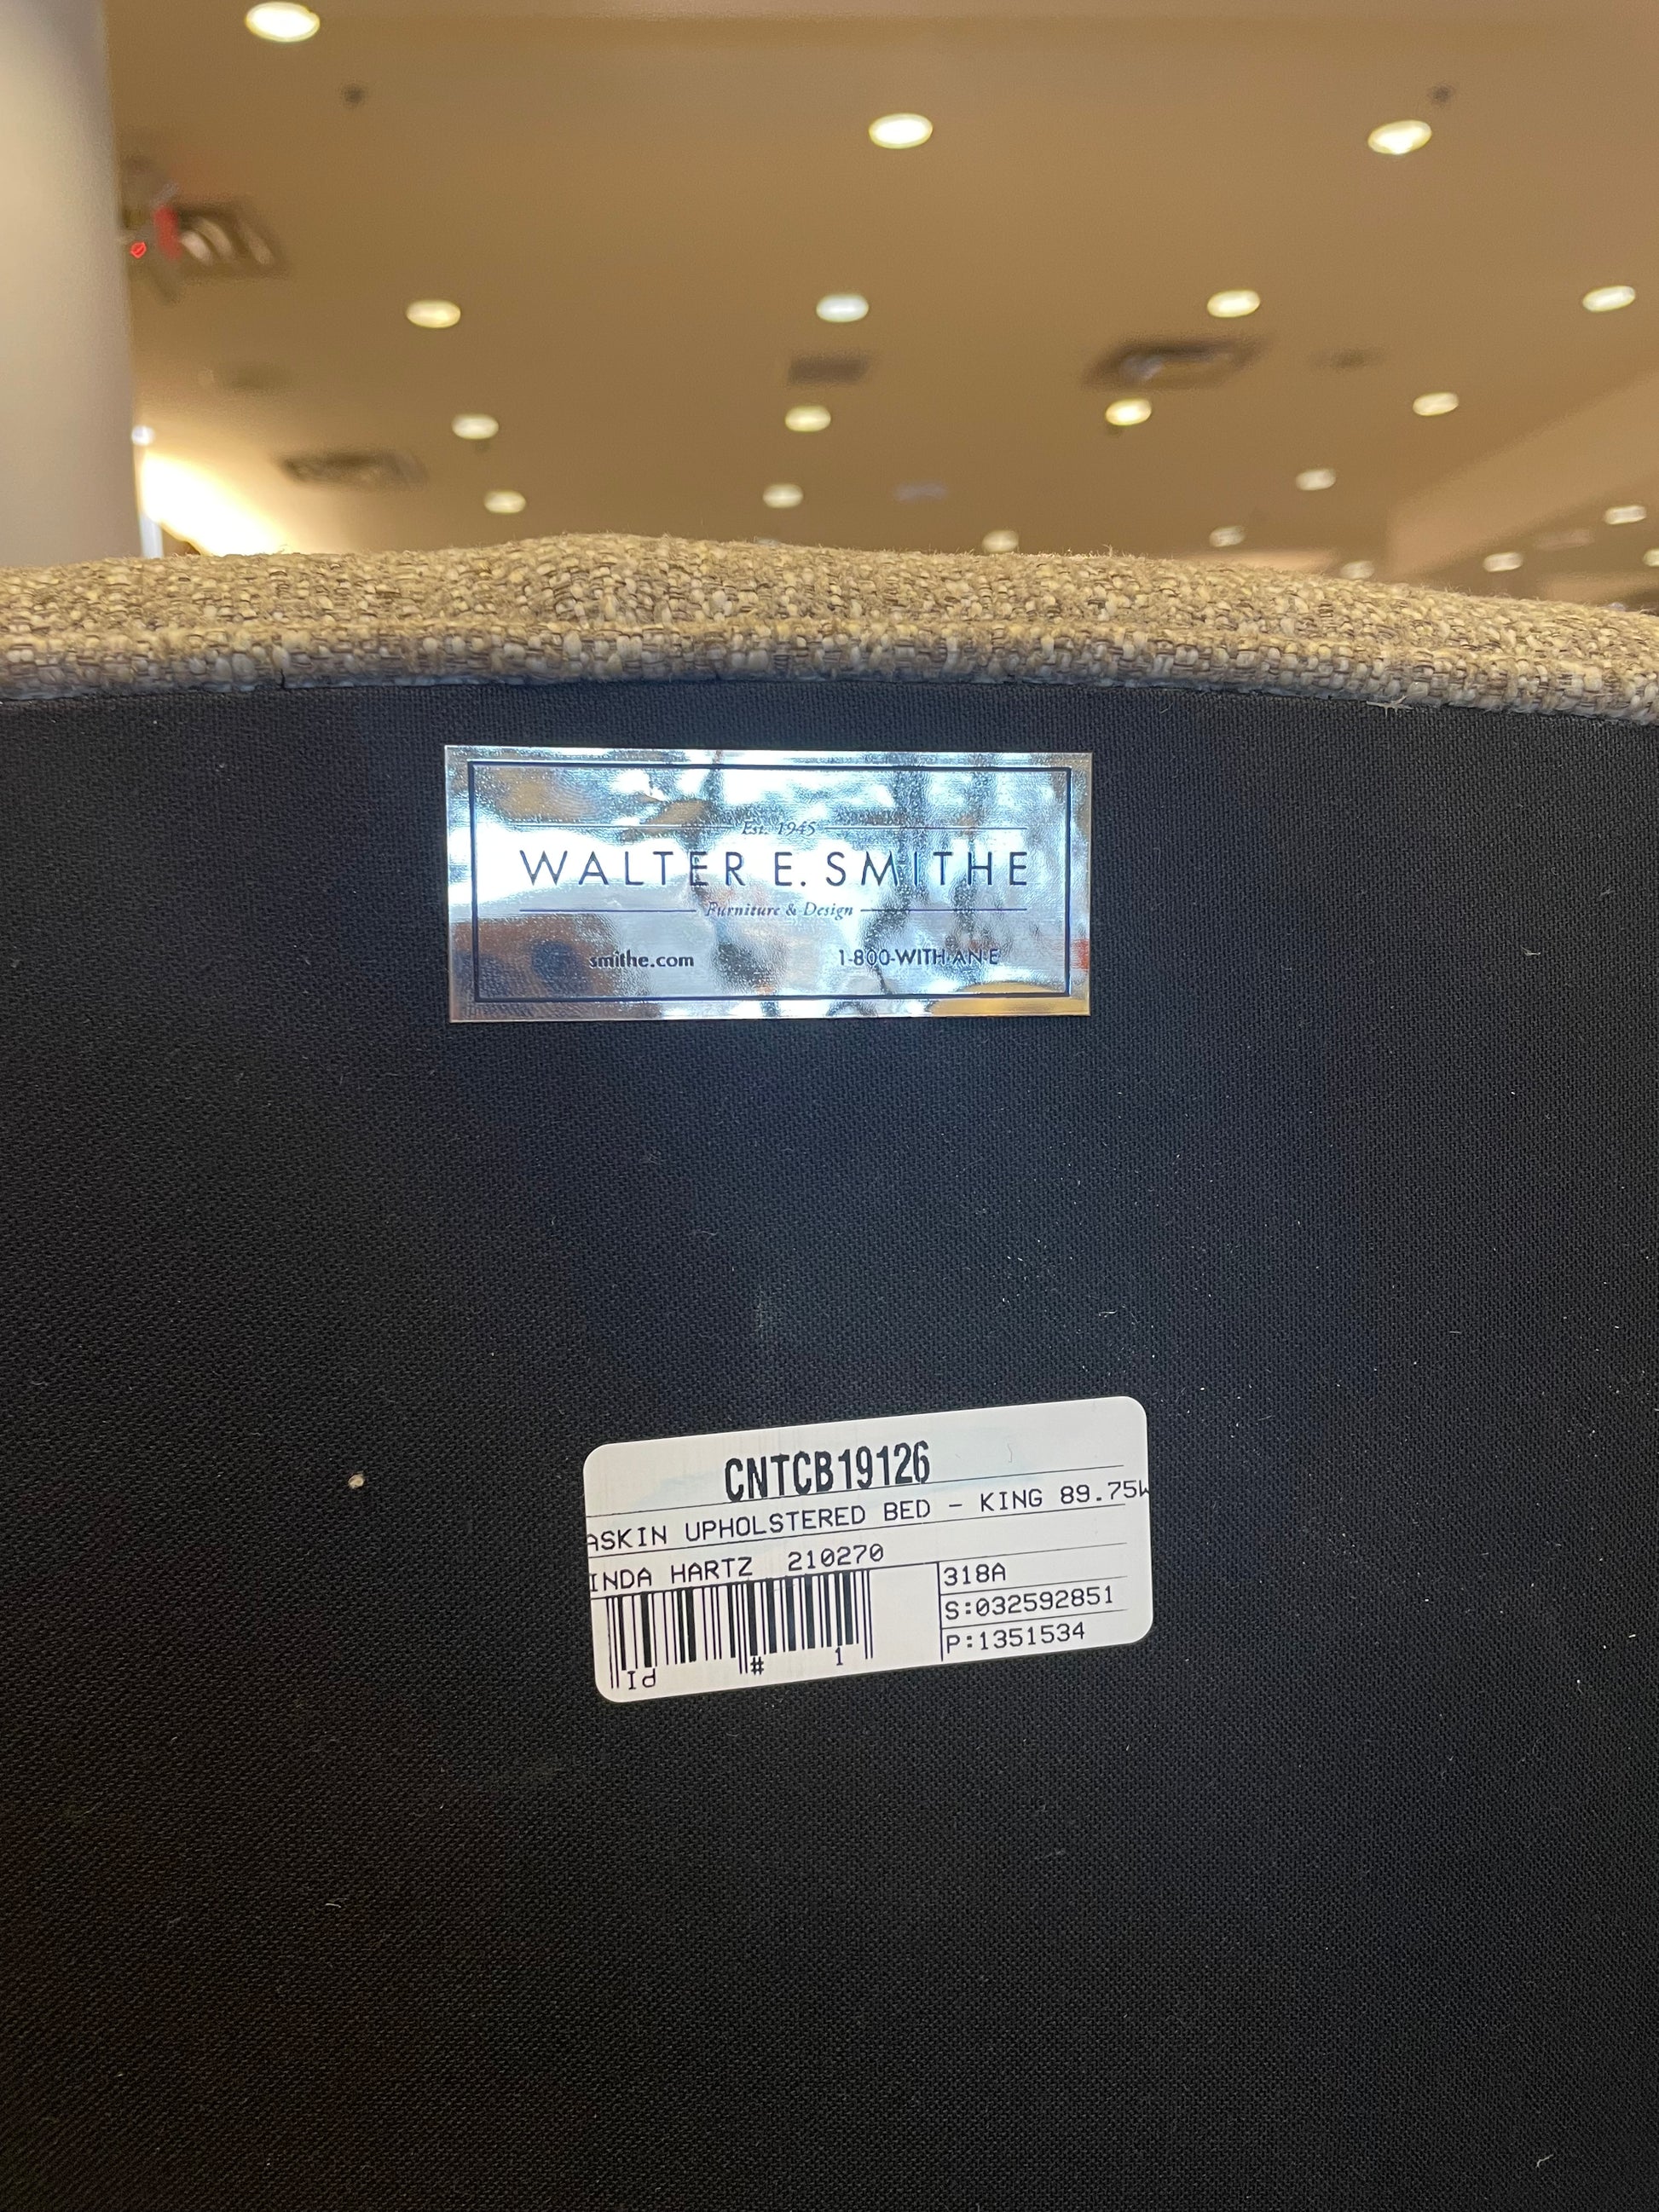 Est. 1945
WALTER E. SMITHE
Furniture & Design
smithe.com 1-800-WITH-AN-E
CNTCB19126
ASKIN UPHOLSTERED BED - KING 89.75W
INDA HARTZ 210270
318A
S:032592851
P:1351534
Id # 1